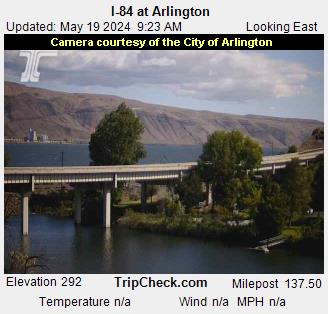 I-84 at Arlington
Updated: May 19 2024 9:23 AM Looking East
Camera courtesy of the City of Arlington
Elevation 292 TripCheck.com Milepost 137.50
Temperature n/a Wind n/a MPH n/a